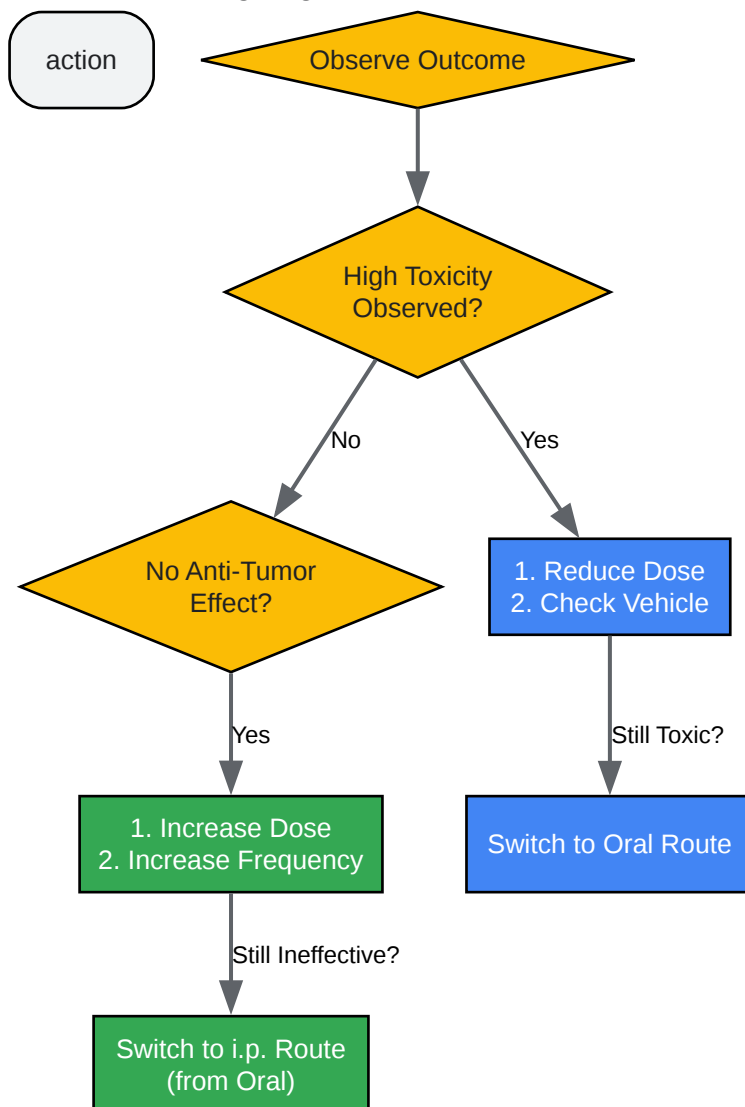 action
Observe Outcome
High Toxicity
Observed?
No
Yes
No Anti-Tumor
Effect?
1. Reduce Dose
2. Check Vehicle
Yes
Still Toxic?
1. Increase Dose
2. Increase Frequency
Switch to Oral Route
Still Ineffective?
Switch to i.p. Route
(from Oral)